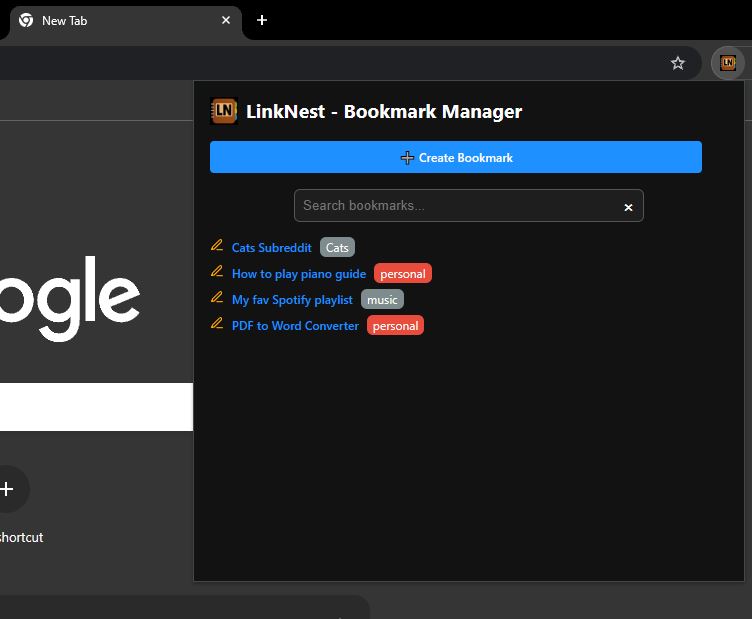 New Tab
LN
LN LinkNest - Bookmark Manager
Create Bookmark
Search bookmarks...
Cats Subreddit Cats
How to play piano guide personal
My fav Spotify playlist music
PDF to Word Converter personal
ogle
shortcut